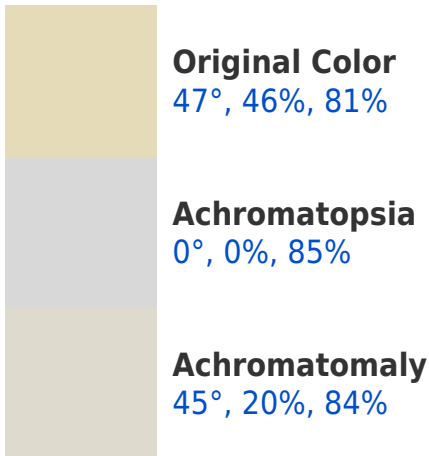 Original Color
47°, 46%, 81%
Achromatopsia
0°, 0%, 85%
Achromatomaly
45°, 20%, 84%